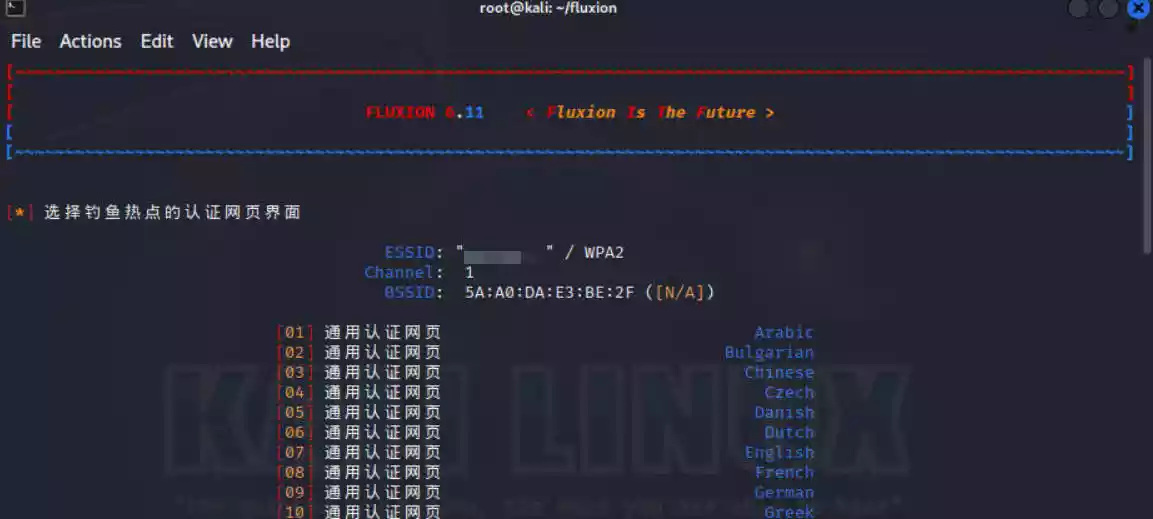 root@kali: ~/fluxion
File Actions Edit View Help
[~~~~~~~~~~~~~~~~~~~~~~~~~~~~~~~~~~~~~~~~~~~~~~~~~~~~~~~~~~~~]
[ ]
[ FLUXION 6.11 < Fluxion Is The Future > ]
[ ]
[~~~~~~~~~~~~~~~~~~~~~~~~~~~~~~~~~~~~~~~~~~~~~~~~~~~~~~~~~~~~]
[*] 选择钓鱼热点的认证网页界面
ESSID: " " / WPA2
Channel: 1
BSSID: 5A:A0:DA:E3:BE:2F ([N/A])
[01] 通用认证网页 Arabic
[02] 通用认证网页 Bulgarian
[03] 通用认证网页 Chinese
[04] 通用认证网页 Czech
[05] 通用认证网页 Danish
[06] 通用认证网页 Dutch
[07] 通用认证网页 English
[08] 通用认证网页 French
[09] 通用认证网页 German
[10] 通用认证网页 Greek
KALI LINUX